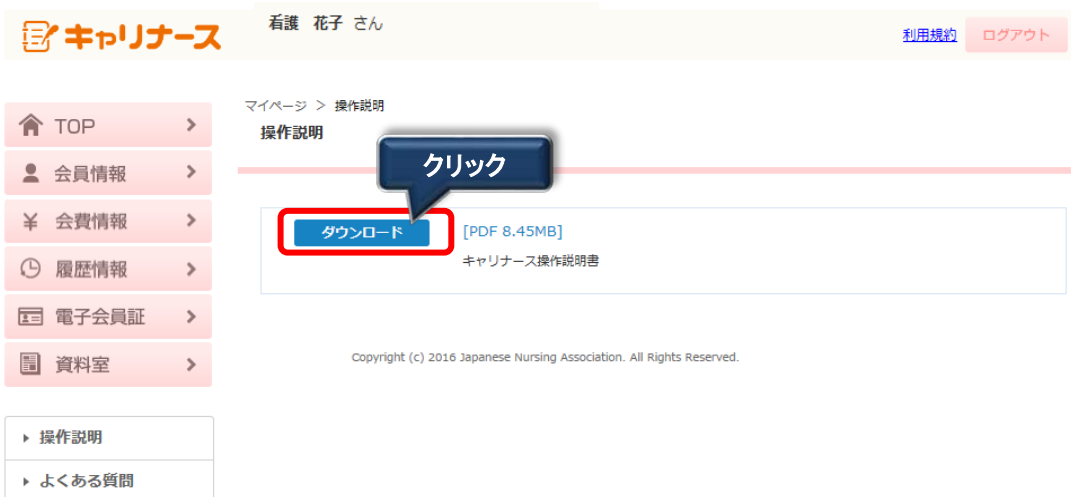 キャリナース
看護 花子 さん
利用規約 ログアウト
TOP
会員情報
会費情報
履歴情報
電子会員証
資料室
操作説明
よくある質問
マイページ > 操作説明
操作説明
クリック
ダウンロード [PDF 8.45MB]
キャリナース操作説明書
Copyright (c) 2016 Japanese Nursing Association. All Rights Reserved.